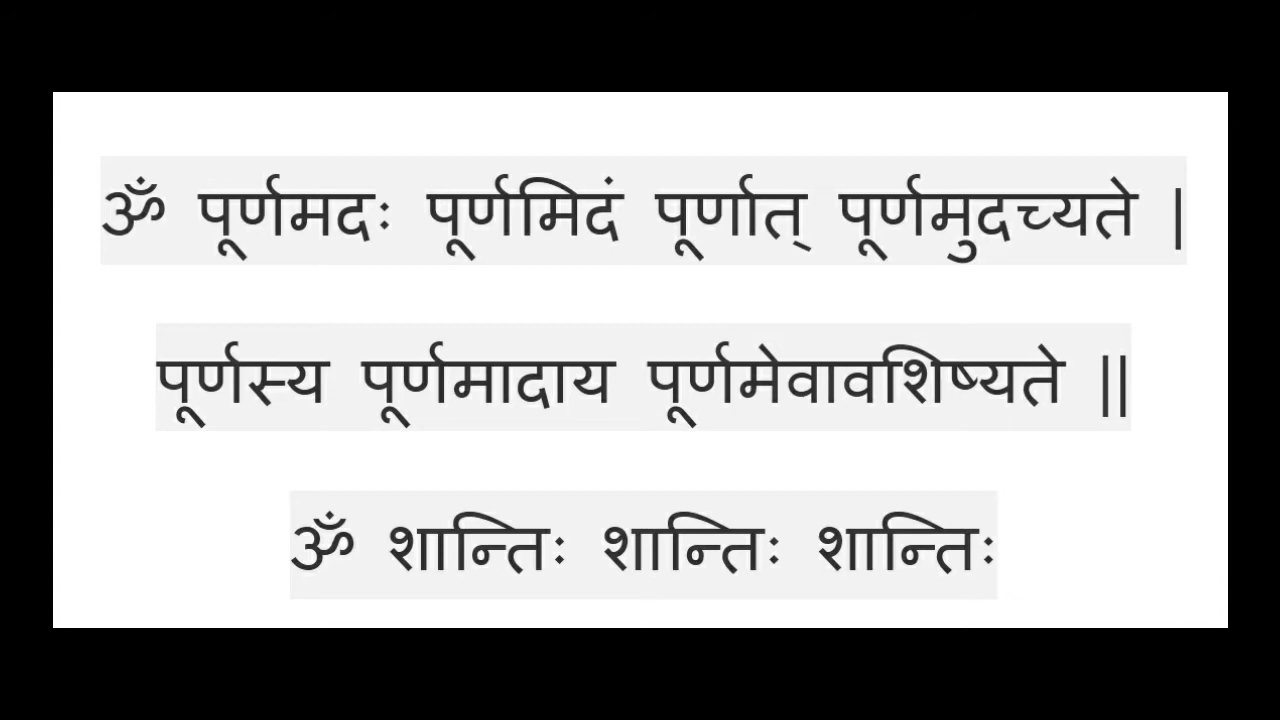 ॐ पूर्णमदः पूर्णमिदं पूर्णात् पूर्णमुदच्यते |
पूर्णस्य पूर्णमादाय पूर्णमेवावशिष्यते ||
ॐ शान्तिः शान्तिः शान्तिः